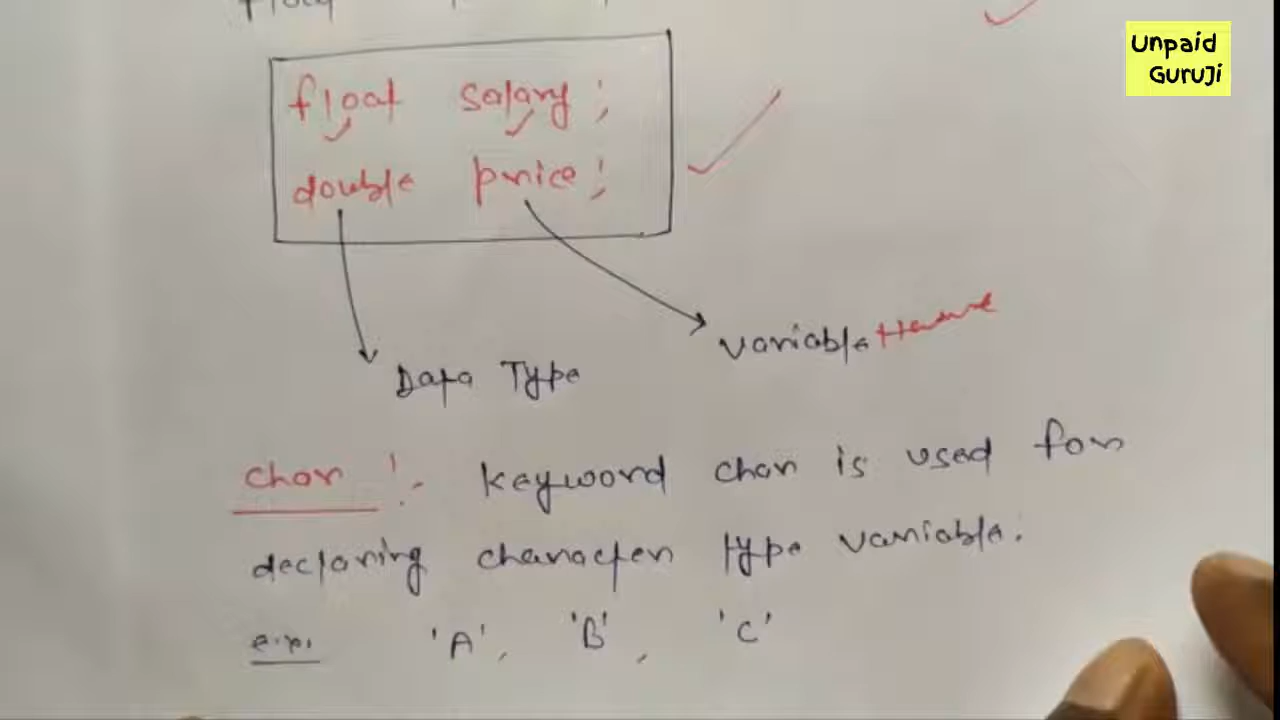 Unpaid
Guruji
float salary;
double price;
Data Type
variable
char :- keyword char is used for
declaring character type variable.
e.x. 'A', 'B', 'C'